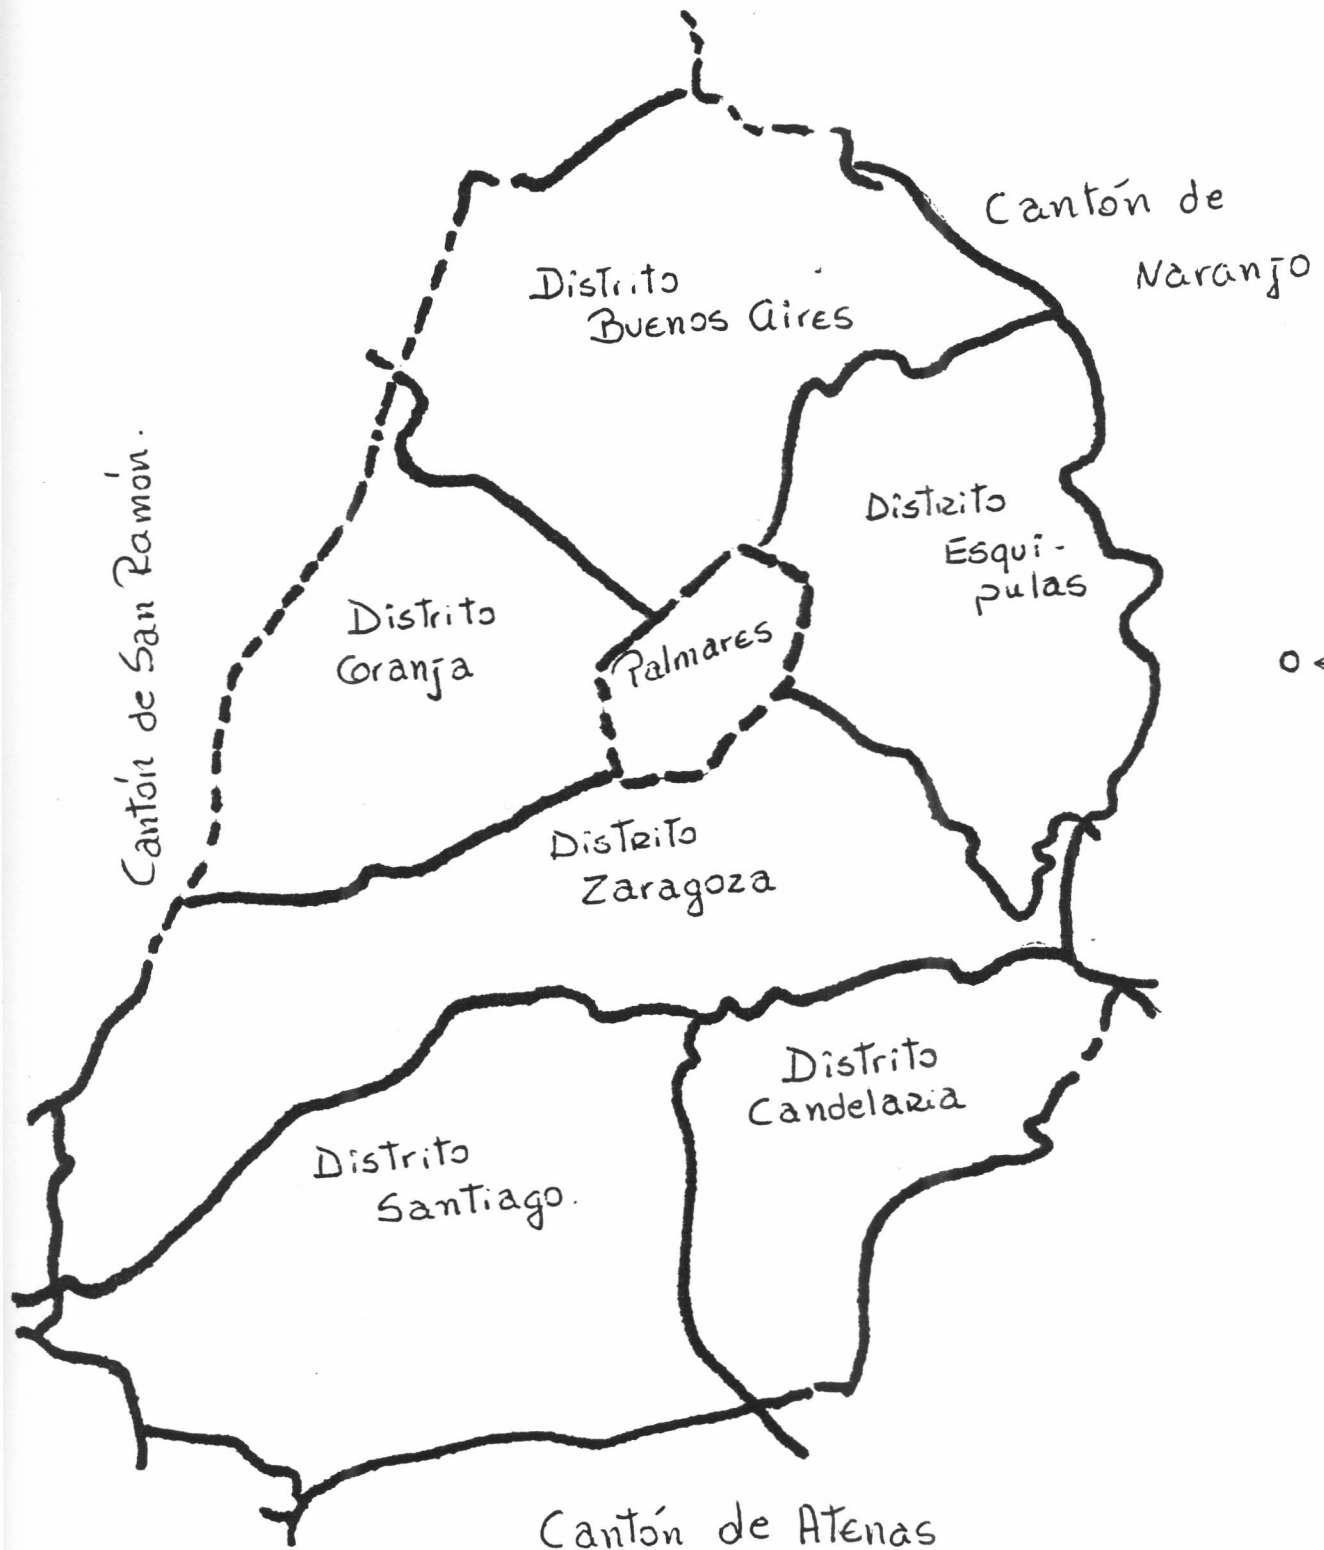 Cantón de
Naranjo
Distrito
Buenos Aires
Cantón de San Ramón.
Distrito
Esqui-
pulas
Distrito
Granja
Palmares
O
Distrito
Zaragoza
Distrito
Candelaria
Distrito
Santiago.
Cantón de Atenas